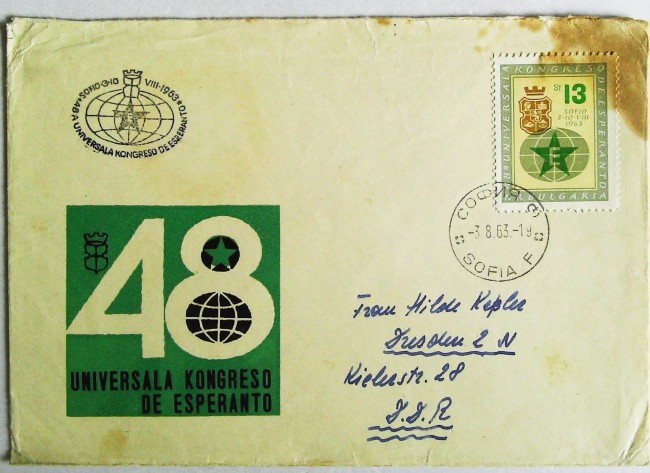 48A UNIVERSALA KONGRESO DE ESPERANTO
SOFIO·3-10 VIII·1963
48a UNIVERSALA KONGRESO DE ESPERANTO
St 13
SOFIO
3-10 VIII
1963
E
N.R. BULGARIA
СОФИЯ Ф
-3.8.63.-19
SOFIA F
48
UNIVERSALA KONGRESO
DE ESPERANTO
Frau Hilde Kepler
Dresden 2 N
Kielerstr. 28
D.D.R